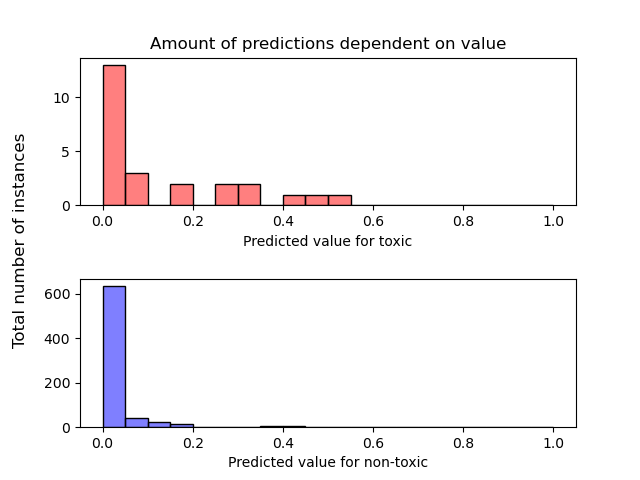 Amount of predictions dependent on value
Total number of instances
10
5
0
0.0 0.2 0.4 0.6 0.8 1.0
Predicted value for toxic
600
400
200
0
0.0 0.2 0.4 0.6 0.8 1.0
Predicted value for non-toxic